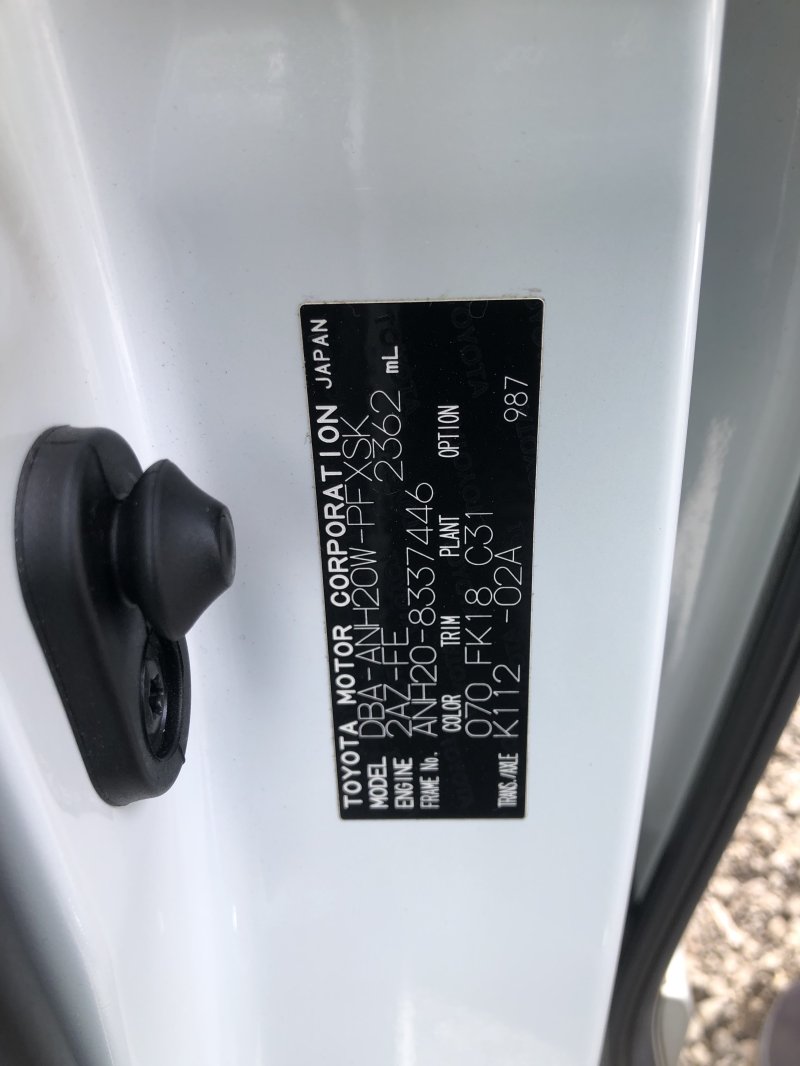 TOYOTA MOTOR CORPORATION JAPAN
MODEL DBA-ANH20W-PFXSK
ENGINE 2AZ-FE 2362 mL
FRAME No. ANH20-8337446
COLOR TRIM PLANT OPTION
070 FK18 C31
TRANS./AXLE K112 -02A 987